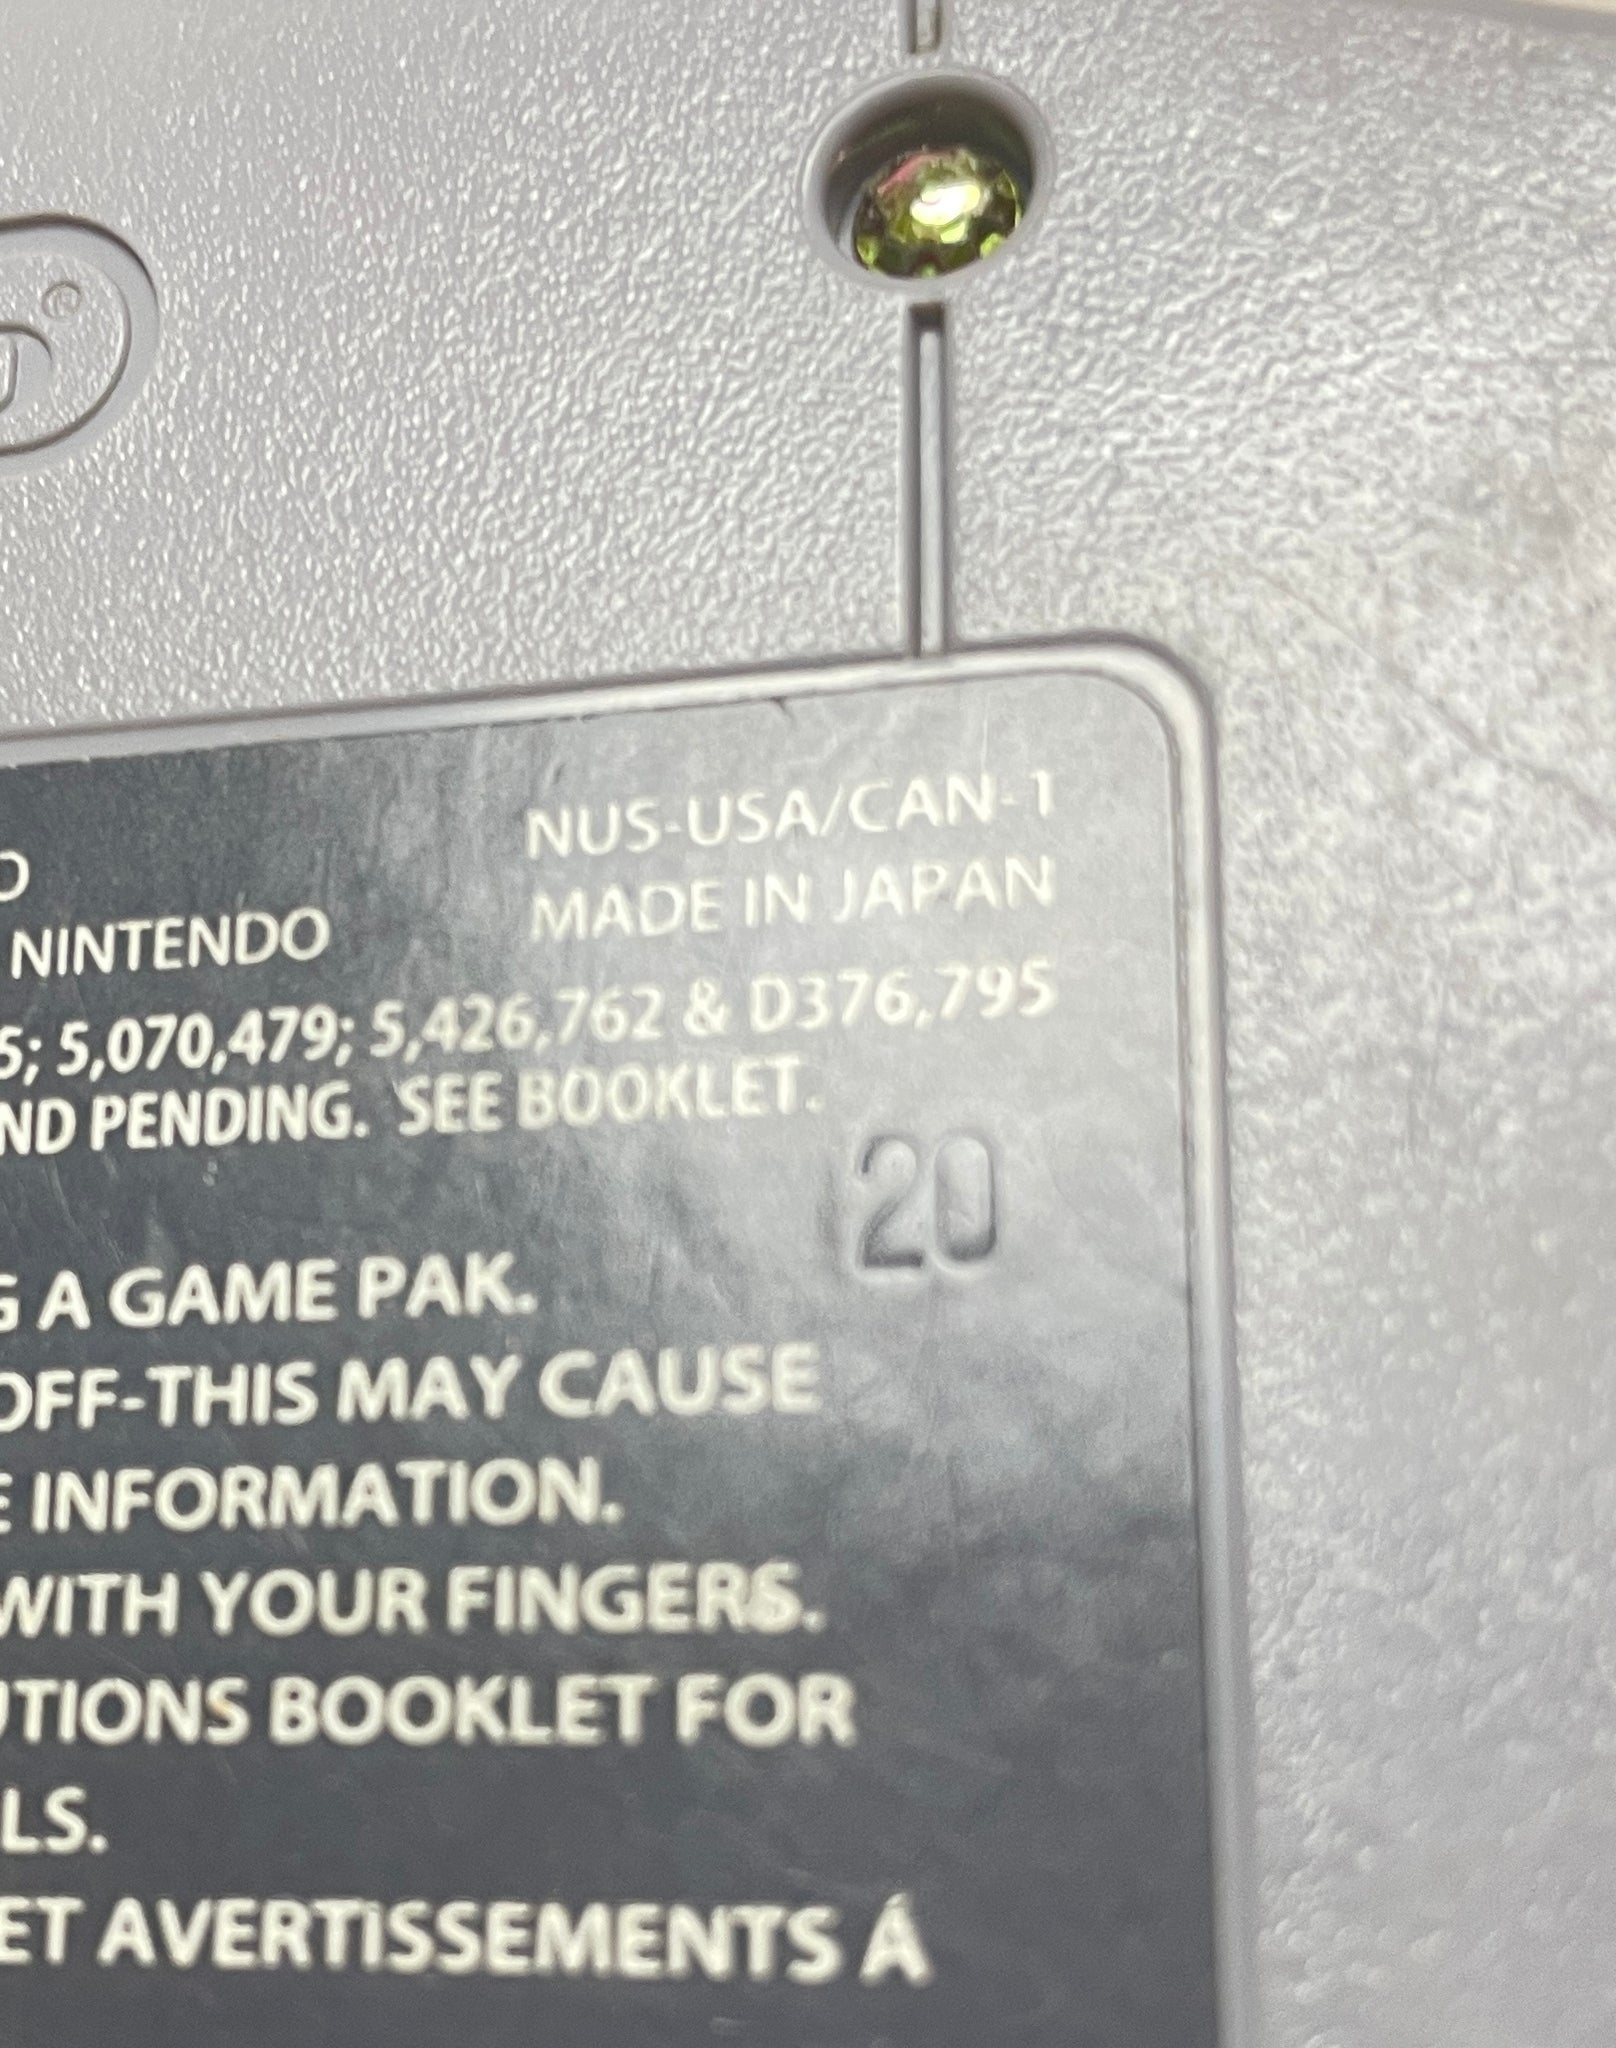 NUS-USA/CAN-1
O
NINTENDO
MADE IN JAPAN
5; 5,070,479; 5,426,762 & D376,795
ND PENDING. SEE BOOKLET.
20
G A GAME PAK.
OFF-THIS MAY CAUSE
E INFORMATION.
WITH YOUR FINGERS.
UTIONS BOOKLET FOR
LS.
ET AVERTISSEMENTS Á